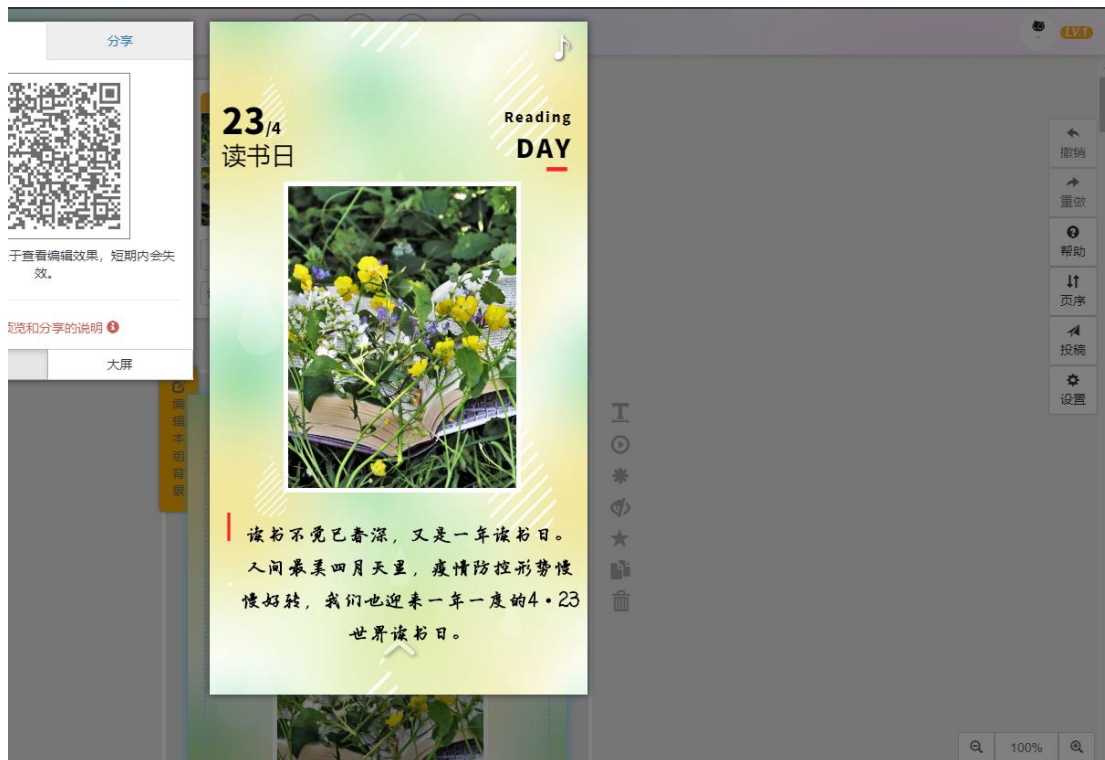 分享
LV.1
23/4
读书日
Reading
DAY
于查看编辑效果，短期内会失
效。
览和分享的说明
大屏
编
辑
本
组
背
景
撤销
重做
帮助
页序
投稿
设置
读书不觉已春深，又是一年读书日。
人间最美四月天里，疫情防控形势慢
慢好转，我们也迎来一年一度的4·23
世界读书日。
100%